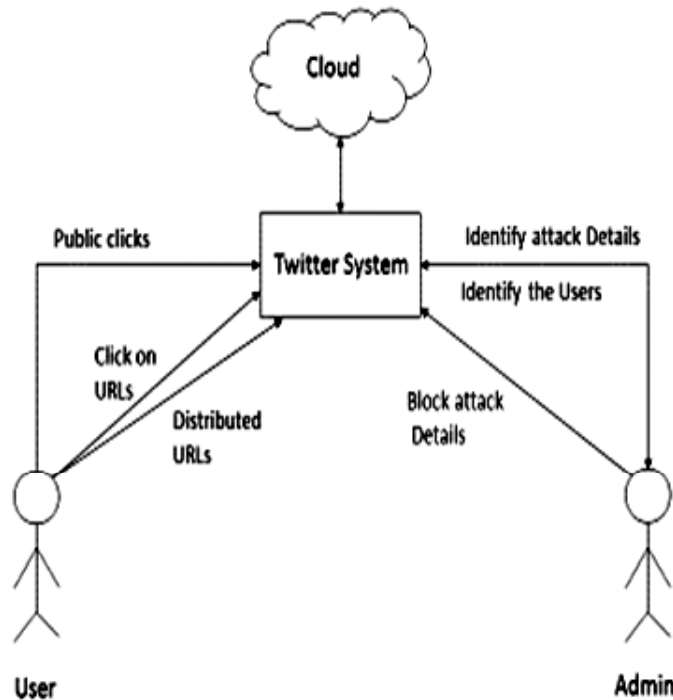 Cloud
Public clicks
Twitter System
Identify attack Details
Identify the Users
Click on
URLs
Distributed
URLs
Block attack
Details
User
Admin